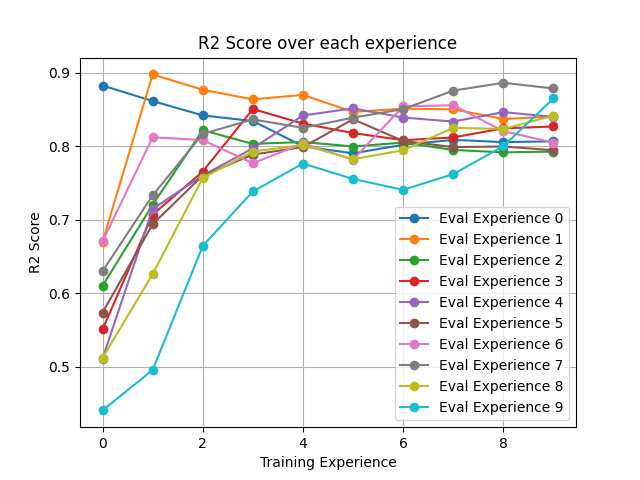 R2 Score over each experience
0.9
0.8
0.7
0.6
0.5
R2 Score
0 2 4 6 8
Training Experience
Eval Experience 0
Eval Experience 1
Eval Experience 2
Eval Experience 3
Eval Experience 4
Eval Experience 5
Eval Experience 6
Eval Experience 7
Eval Experience 8
Eval Experience 9